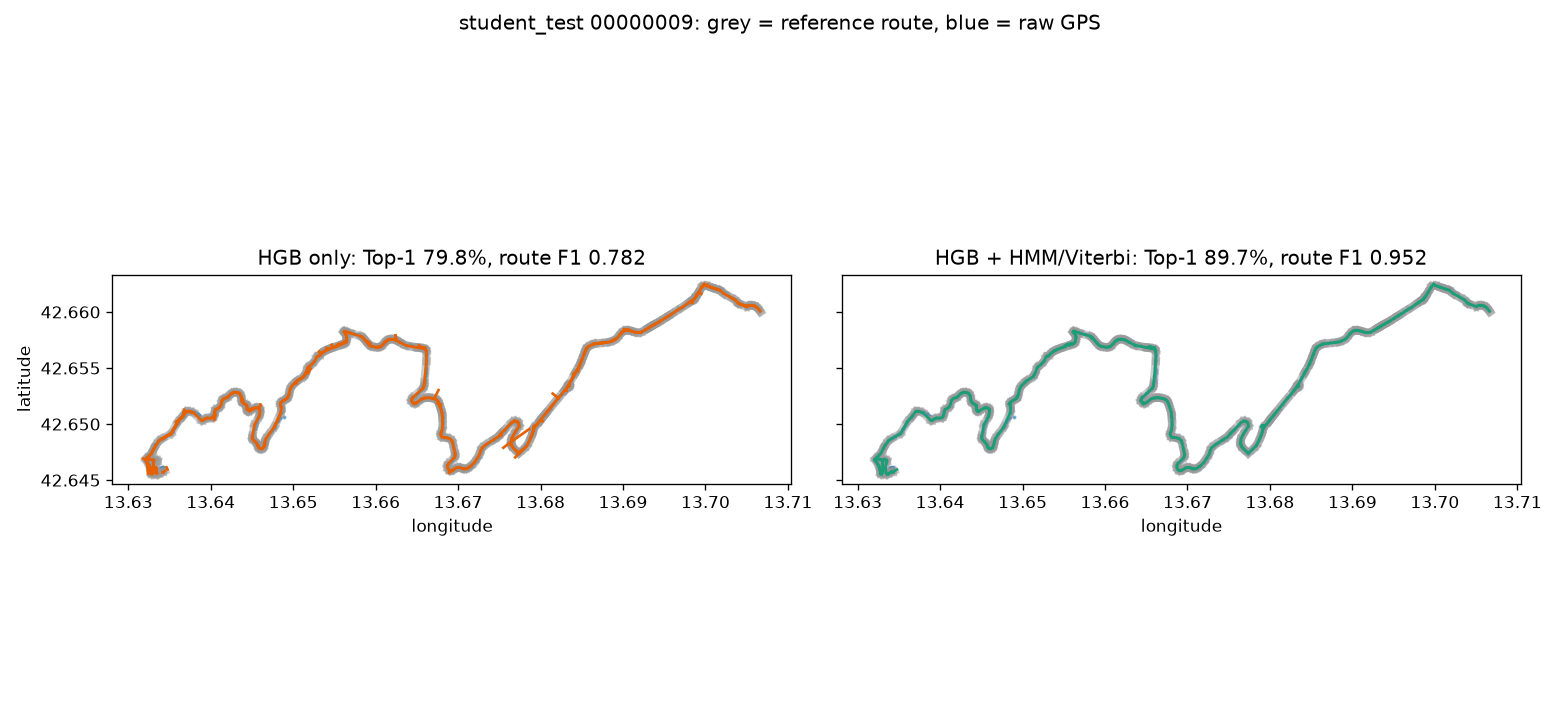 student_test 00000009: grey = reference route, blue = raw GPS
HGB only: Top-1 79.8%, route F1 0.782
HGB + HMM/Viterbi: Top-1 89.7%, route F1 0.952
latitude
42.660
42.655
42.650
42.645
13.63 13.64 13.65 13.66 13.67 13.68 13.69 13.70 13.71
13.63 13.64 13.65 13.66 13.67 13.68 13.69 13.70 13.71
longitude
longitude